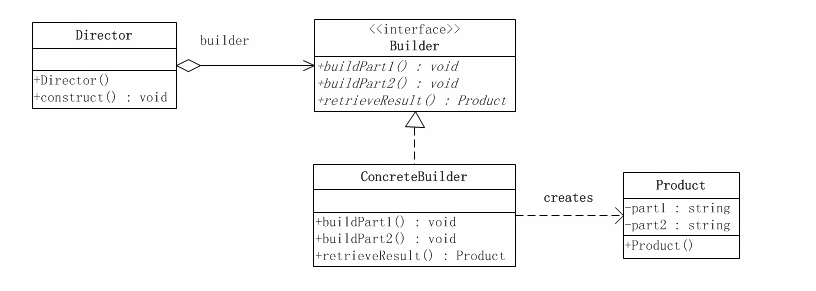 Director
+Director()
+construct() : void
builder
<<interface>>
Builder
+buildPart1() : void
+buildPart2() : void
+retrieveResult() : Product
ConcreteBuilder
+buildPart1() : void
+buildPart2() : void
+retrieveResult() : Product
creates
Product
-part1 : string
-part2 : string
+Product()